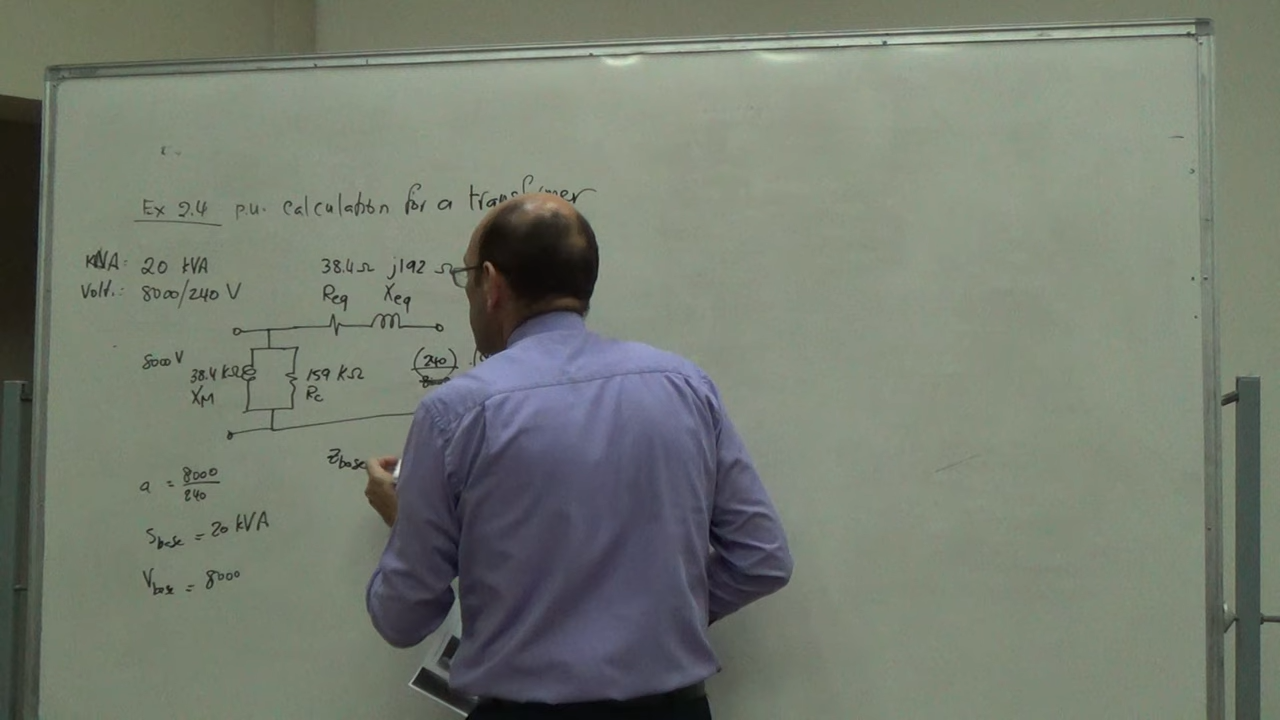 Ex 2.4 p.u. calculation for a transformer
kVA: 20 kVA
Volt.: 8000/240 V
38.4Ω j192 Ω
Req Xeq
8000 V
38.4 kΩ
XM
159 KΩ
Rc
(240
a = 8000
240
Sbase = 20 kVA
Vbase = 8000
Zbase